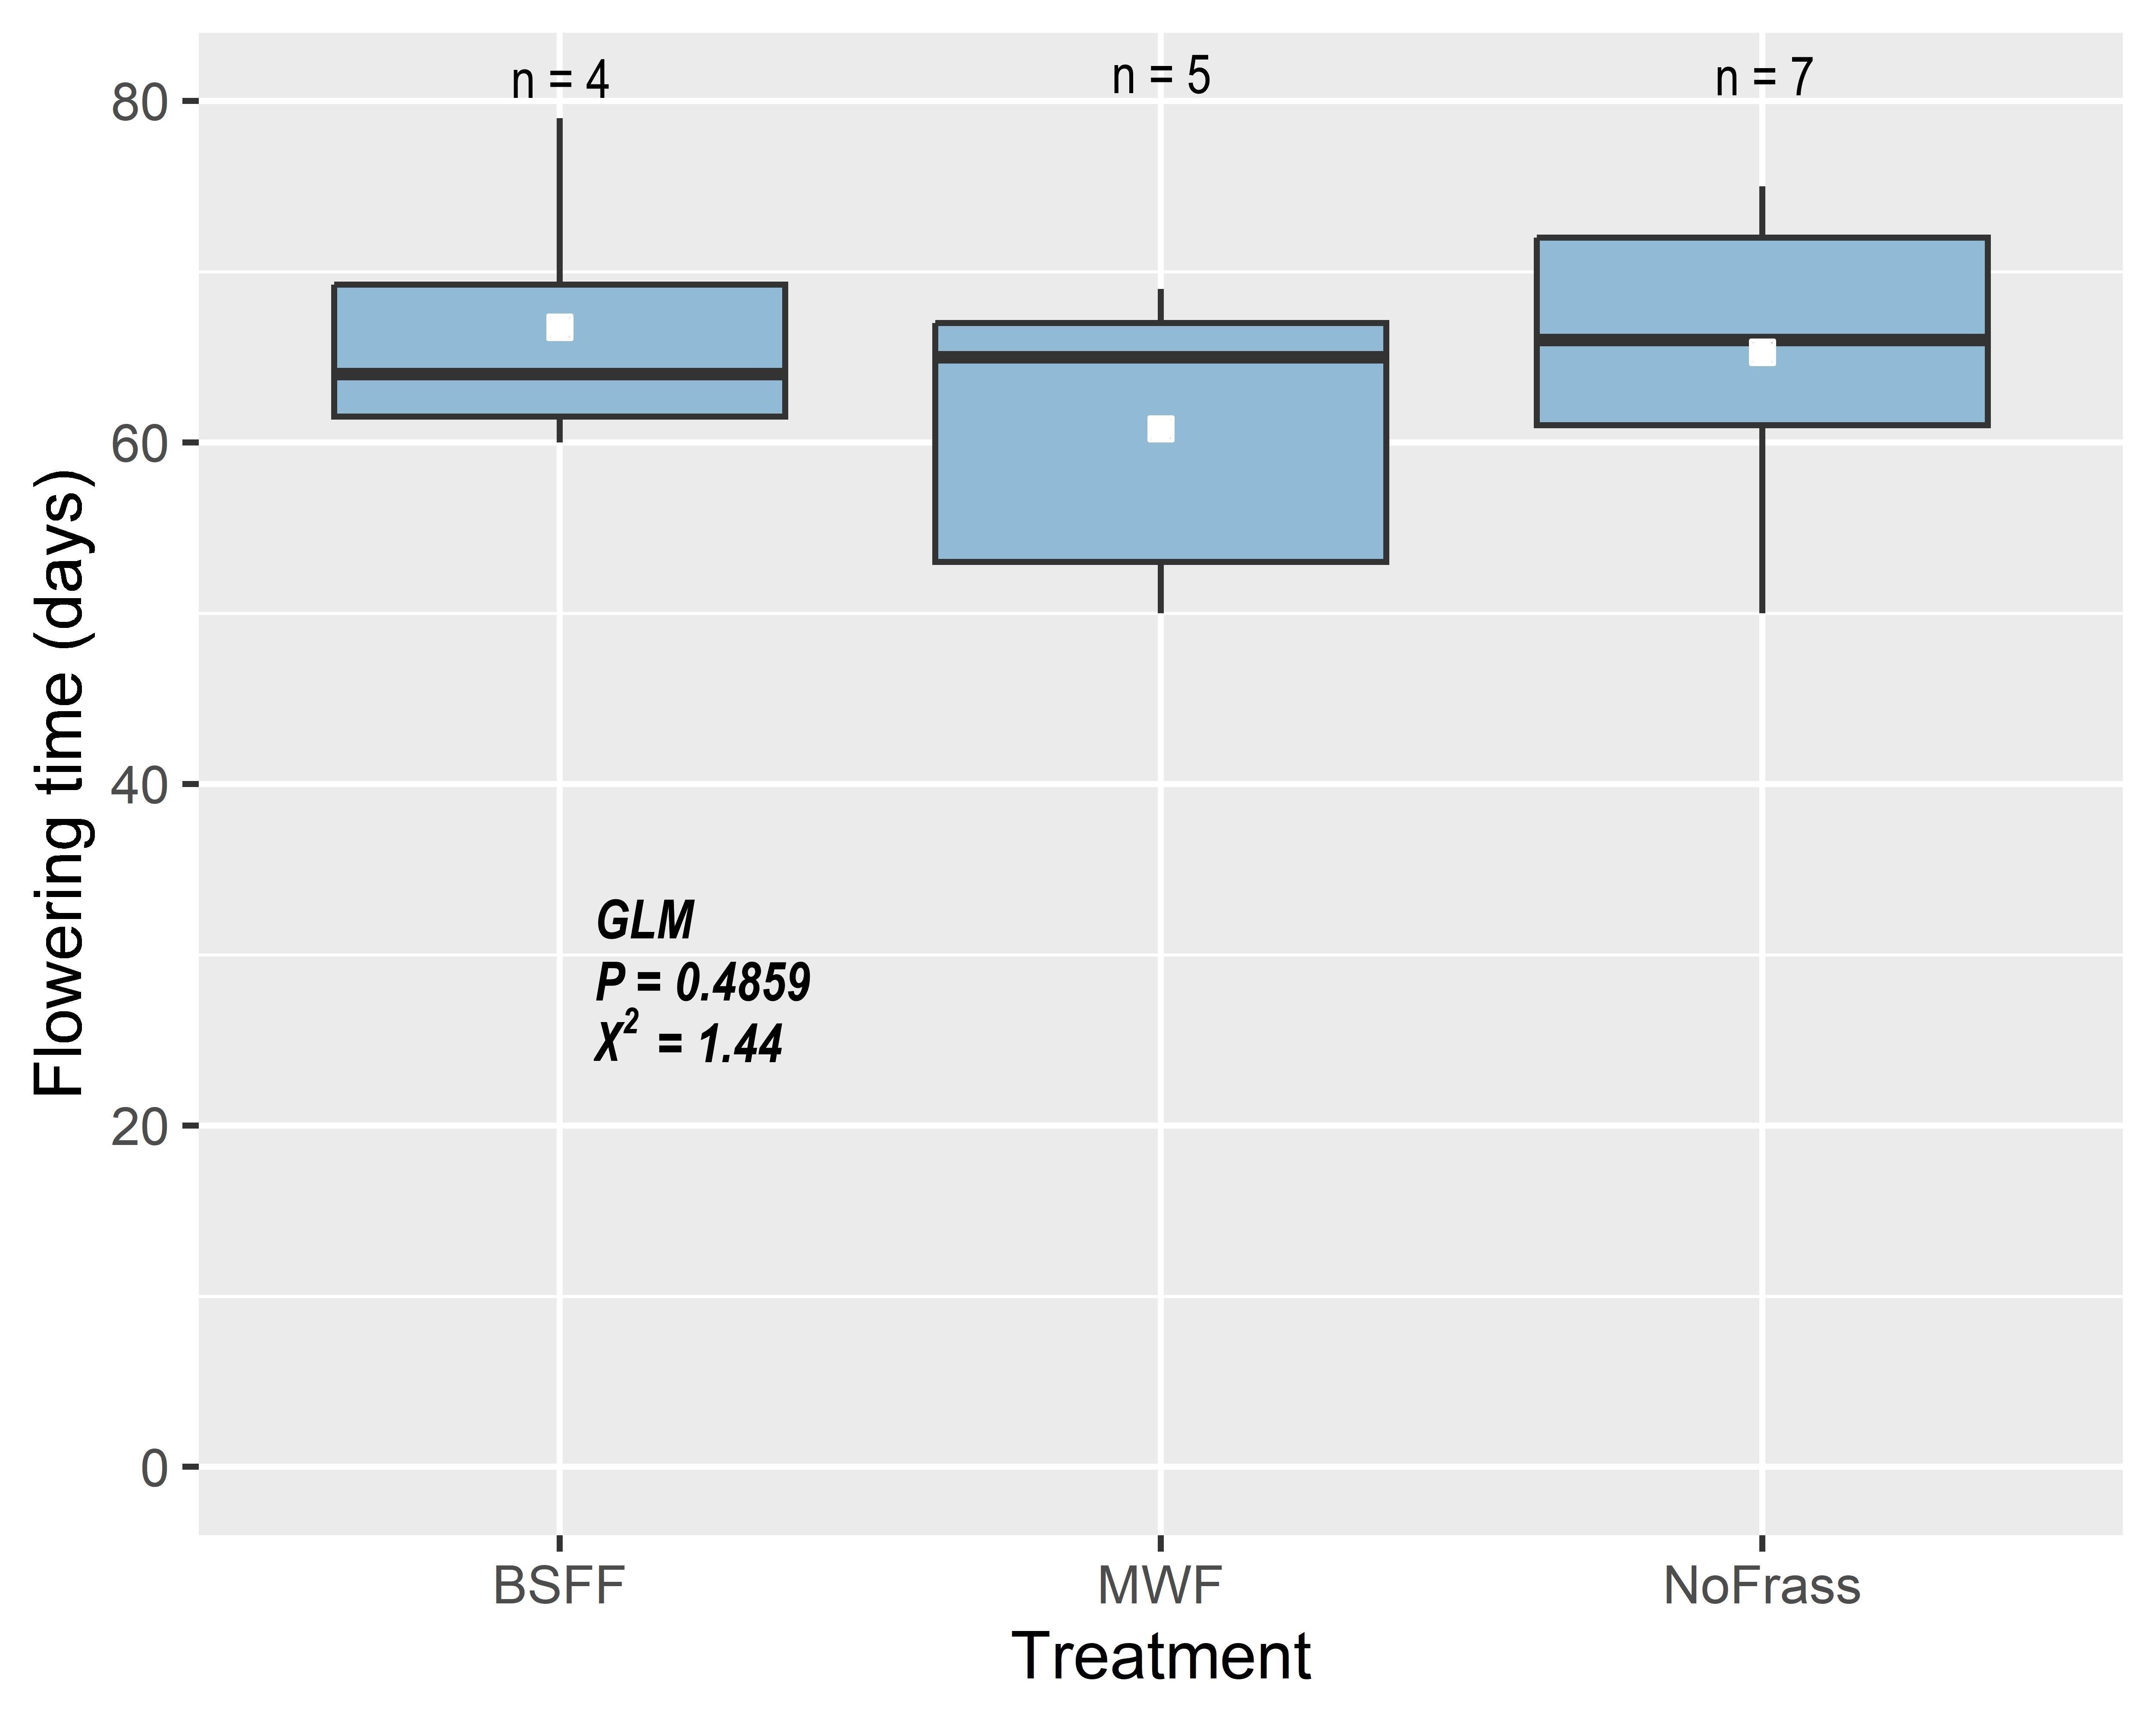 n = 4
n = 5
n = 7
80
60
40
20
0
Flowering time (days)
GLM
P = 0.4859
X² = 1.44
BSFF
MWF
NoFrass
Treatment